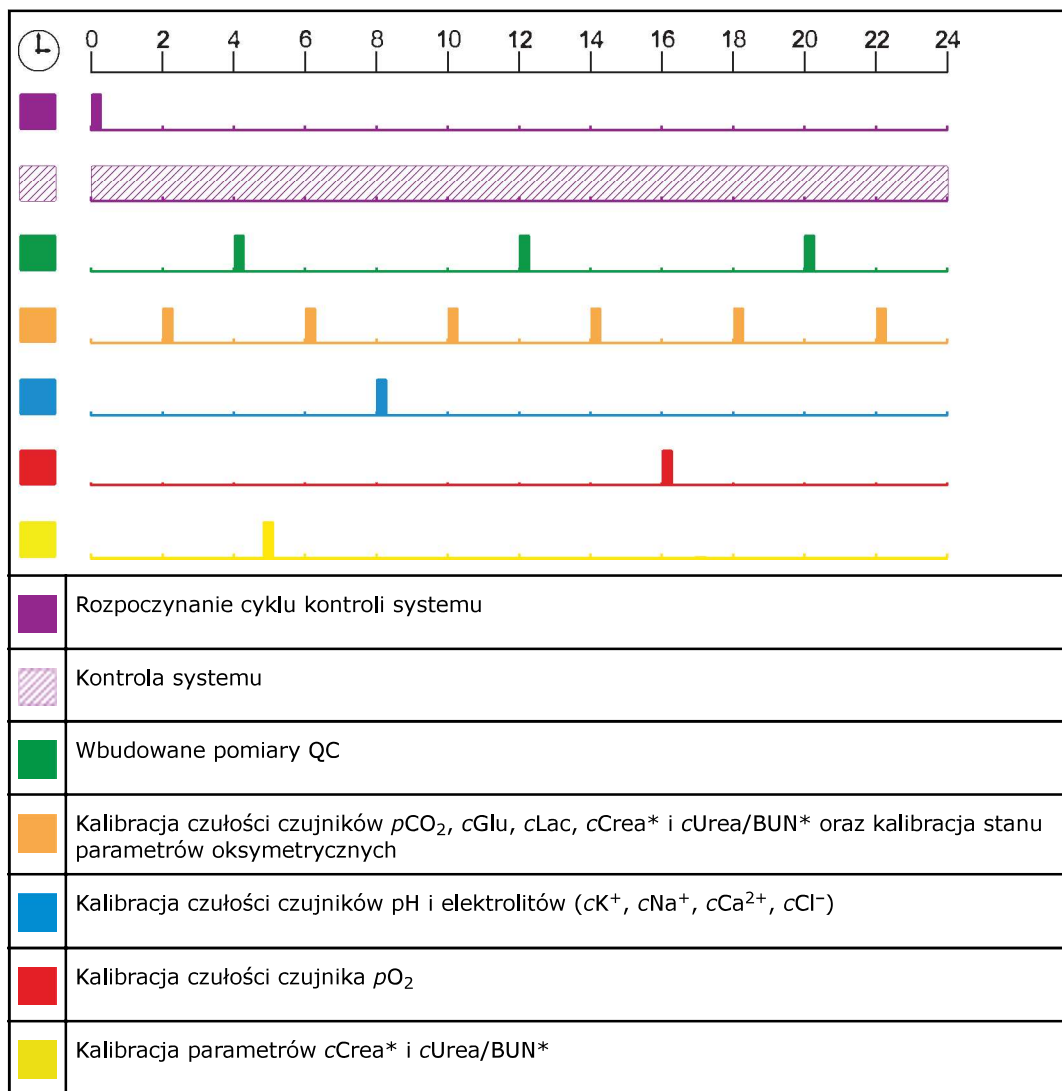 0 2 4 6 8 10 12 14 16 18 20 22 24
Rozpoczynanie cyklu kontroli systemu
Kontrola systemu
Wbudowane pomiary QC
Kalibracja czułości czujników pCO₂, cGlu, cLac, cCrea* i cUrea/BUN* oraz kalibracja stanu
parametrów oksymetrycznych
Kalibracja czułości czujników pH i elektrolitów (cK⁺, cNa⁺, cCa²⁺, cCl⁻)
Kalibracja czułości czujnika pO₂
Kalibracja parametrów cCrea* i cUrea/BUN*